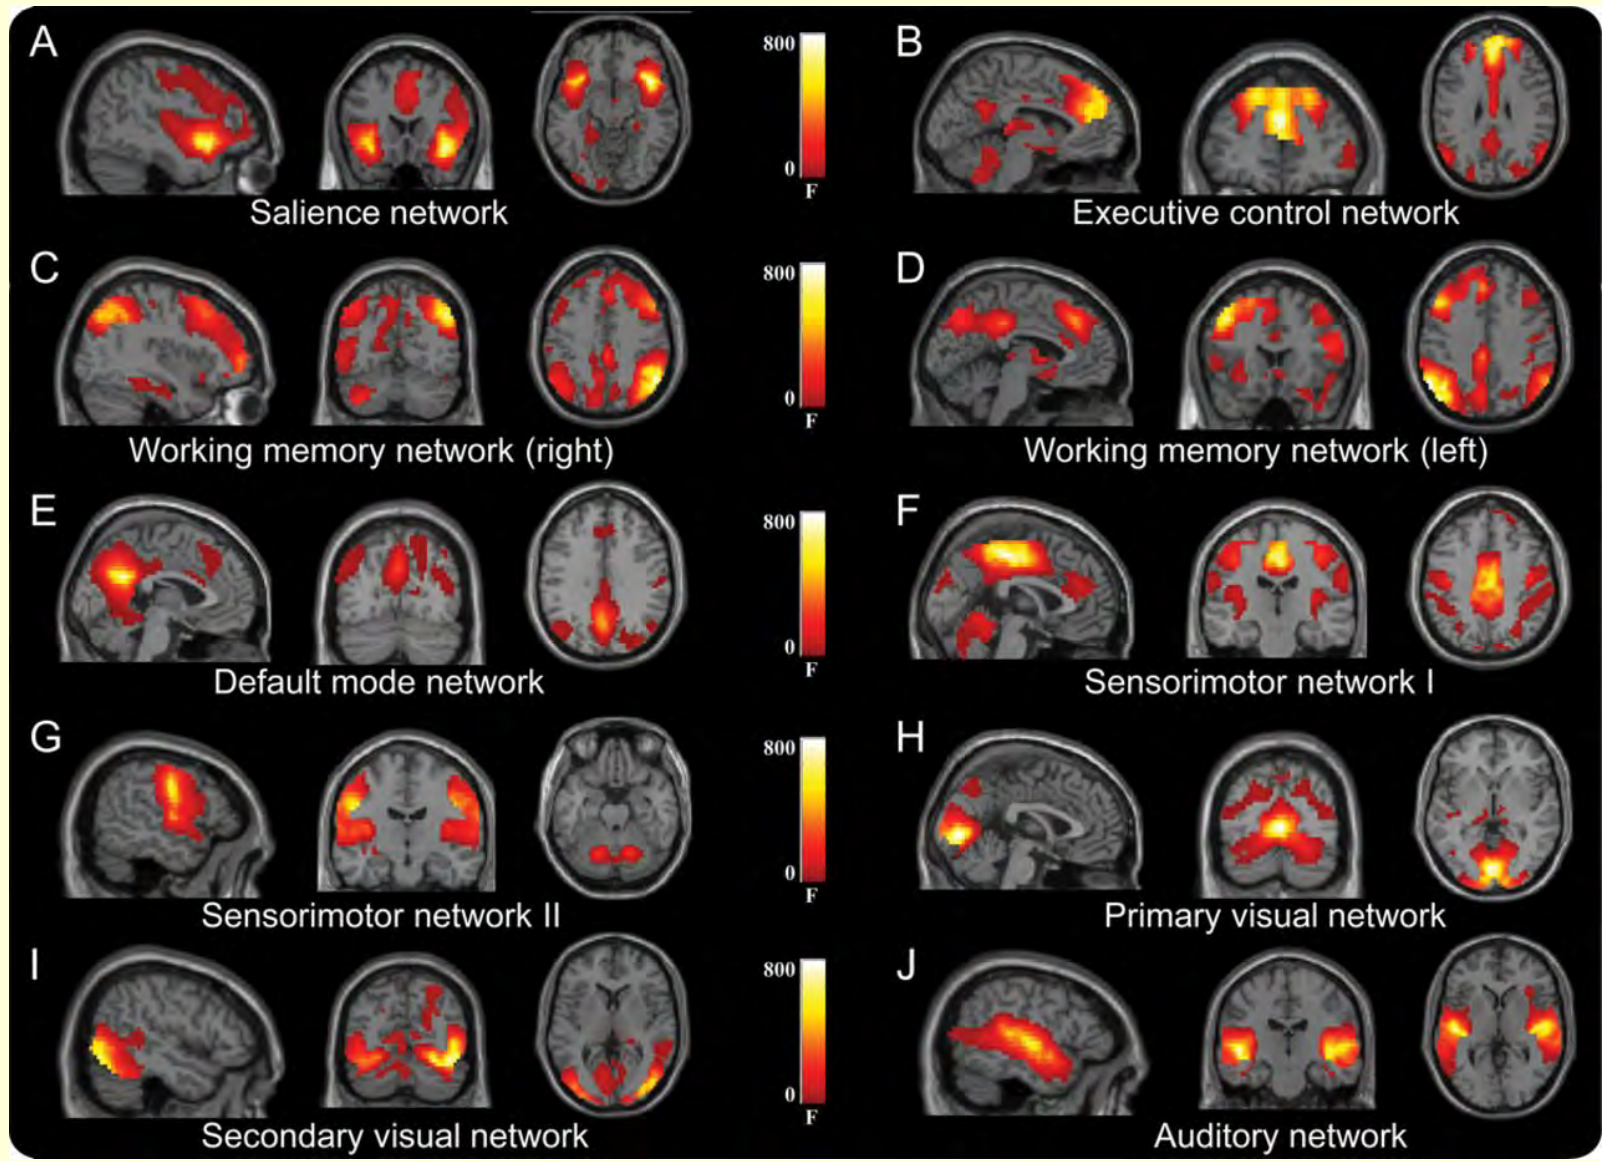 A
800
0
F
B
Salience network
Executive control network
C
800
0
F
D
Working memory network (right)
Working memory network (left)
E
800
0
F
F
Default mode network
Sensorimotor network I
G
800
0
F
H
Sensorimotor network II
Primary visual network
I
800
0
F
J
Secondary visual network
Auditory network